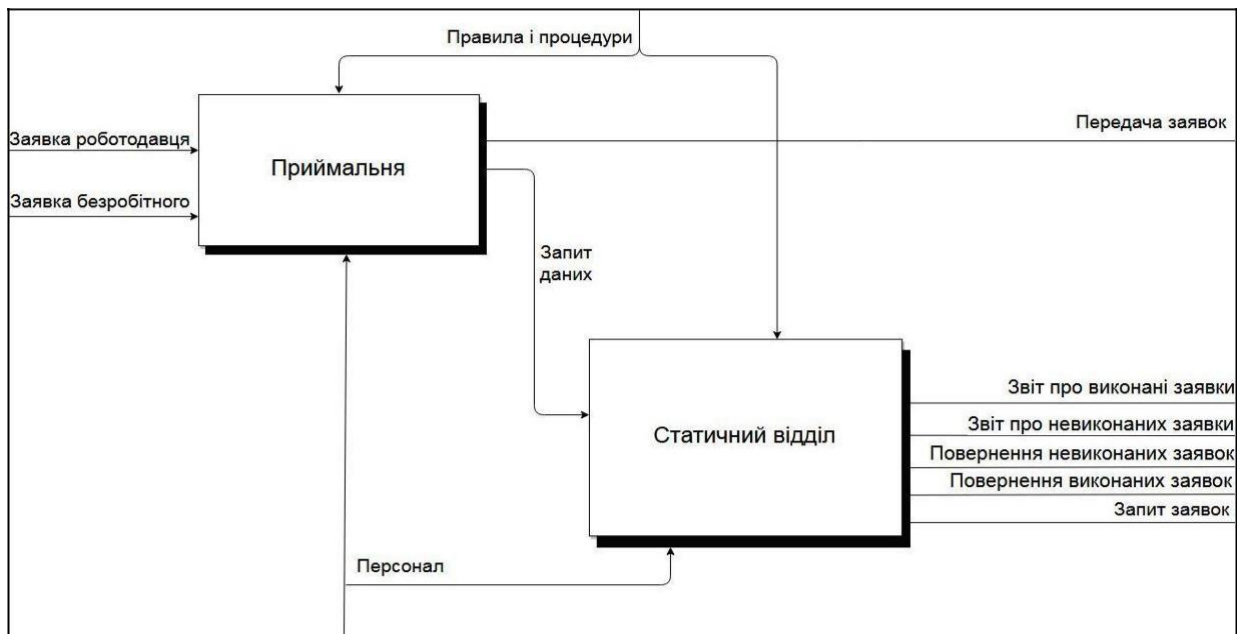 Правила і процедури
Передача заявок
Заявка роботодавця
Приймальня
Заявка безробітного
Запит
даних
Звіт про виконані заявки
Звіт про невиконаних заявки
Статичний відділ
Повернення невиконаних заявок
Повернення виконаних заявок
Запит заявок
Персонал